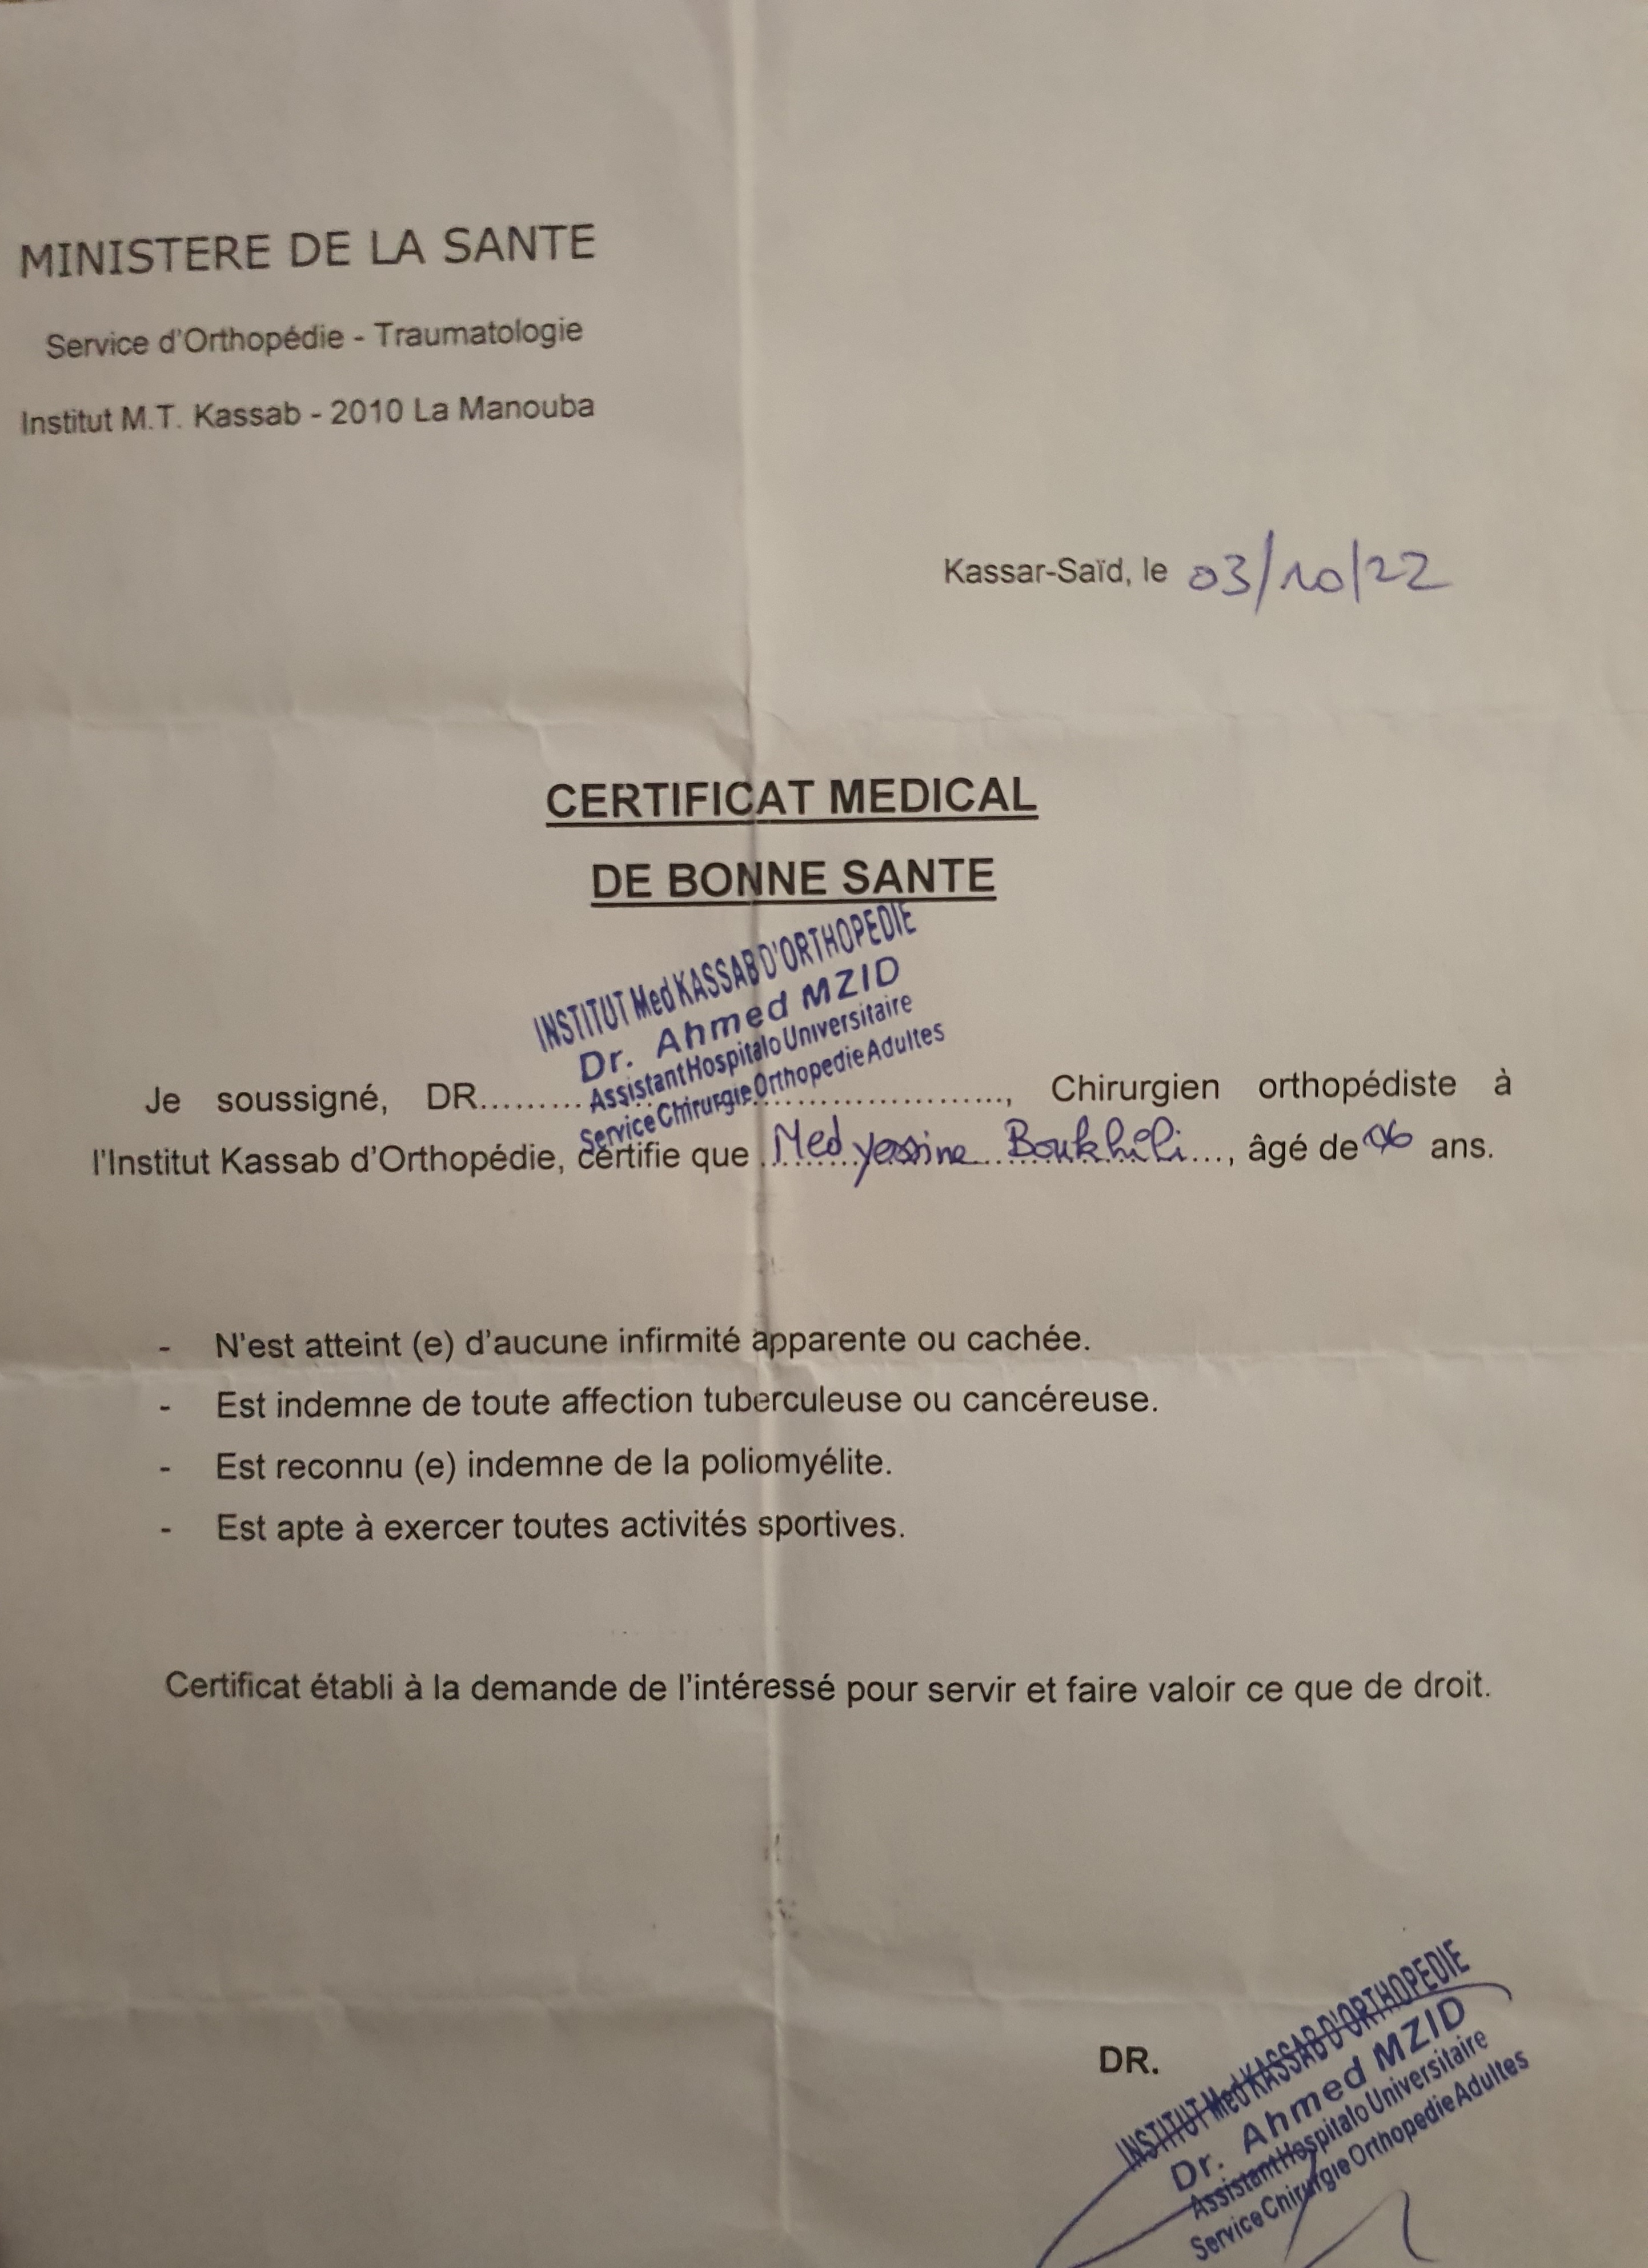 MINISTERE DE LA SANTE
Service d'Orthopédie - Traumatologie
Institut M.T. Kassab - 2010 La Manouba
Kassar-Saïd, le 03/10/22
CERTIFICAT MEDICAL
DE BONNE SANTE
INSTITUT Med KASSAB D'ORTHOPEDIE
Dr. Ahmed MZID
Assistant Hospitalo Universitaire
Service Chirurgie Orthopedie Adultes
Je soussigné, DR..............................., Chirurgien orthopédiste à
l'Institut Kassab d'Orthopédie, certifie que Med yessine Boukhili..., âgé de 06 ans.
- N'est atteint (e) d'aucune infirmité apparente ou cachée.
- Est indemne de toute affection tuberculeuse ou cancéreuse.
- Est reconnu (e) indemne de la poliomyélite.
- Est apte à exercer toutes activités sportives.
Certificat établi à la demande de l'intéressé pour servir et faire valoir ce que de droit.
DR.
INSTITUT Med KASSAB D'ORTHOPEDIE
Dr. Ahmed MZID
Assistant Hospitalo Universitaire
Service Chirurgie Orthopedie Adultes